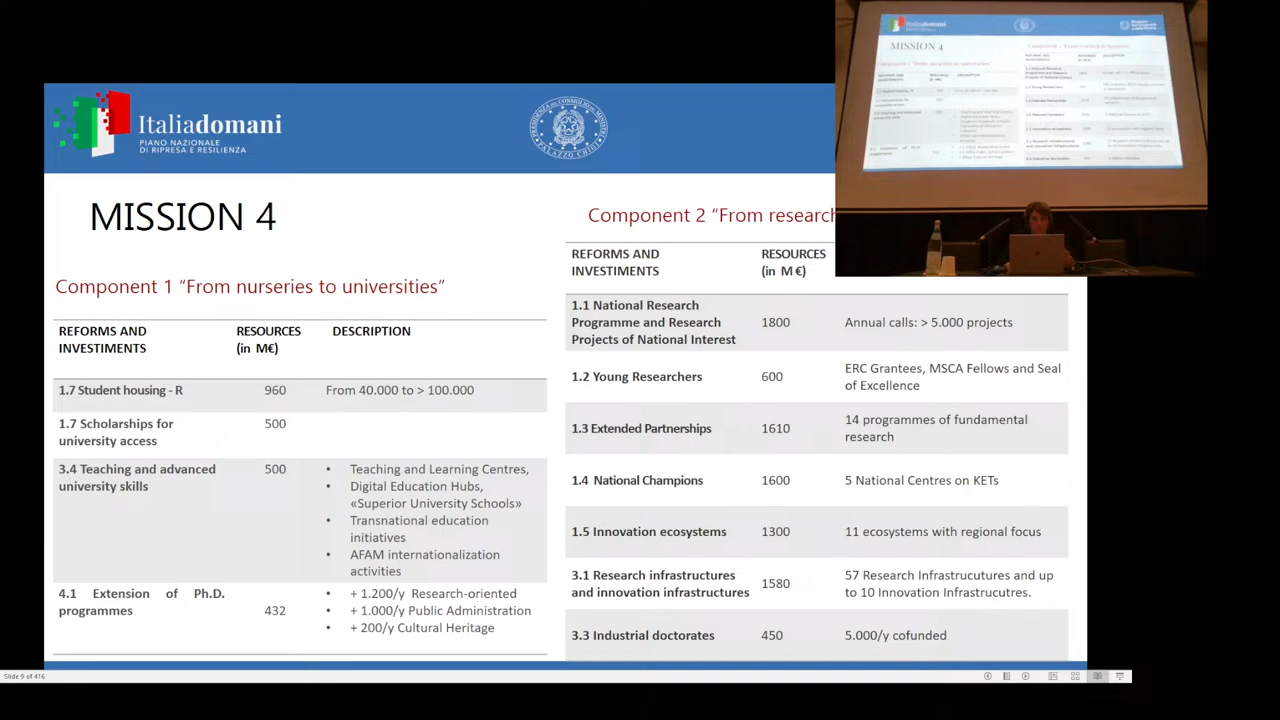 Italiadomani
PIANO NAZIONALE
DI RIPRESA E RESILIENZA
MISSION 4
Component 1 “From nurseries to universities”
REFORMS AND
INVESTIMENTS
RESOURCES
(in M€)
DESCRIPTION
1.7 Student housing - R
960
From 40.000 to > 100.000
1.7 Scholarships for
university access
500
3.4 Teaching and advanced
university skills
500
• Teaching and Learning Centres,
• Digital Education Hubs,
«Superior University Schools»
• Transnational education
initiatives
• AFAM internationalization
activities
4.1 Extension of Ph.D.
programmes
432
• + 1.200/y Research-oriented
• + 1.000/y Public Administration
• + 200/y Cultural Heritage
Component 2 “From research
REFORMS AND
INVESTIMENTS
RESOURCES
(in M €)
1.1 National Research
Programme and Research
Projects of National Interest
1800
Annual calls: > 5.000 projects
1.2 Young Researchers
600
ERC Grantees, MSCA Fellows and Seal
of Excellence
1.3 Extended Partnerships
1610
14 programmes of fundamental
research
1.4 National Champions
1600
5 National Centres on KETs
1.5 Innovation ecosystems
1300
11 ecosystems with regional focus
3.1 Research infrastructures
and innovation infrastructures
1580
57 Research Infrastrucutures and up
to 10 Innovation Infrastrucutres.
3.3 Industrial doctorates
450
5.000/y cofunded
Slide 9 of 416
Italiadomani
MISSION 4